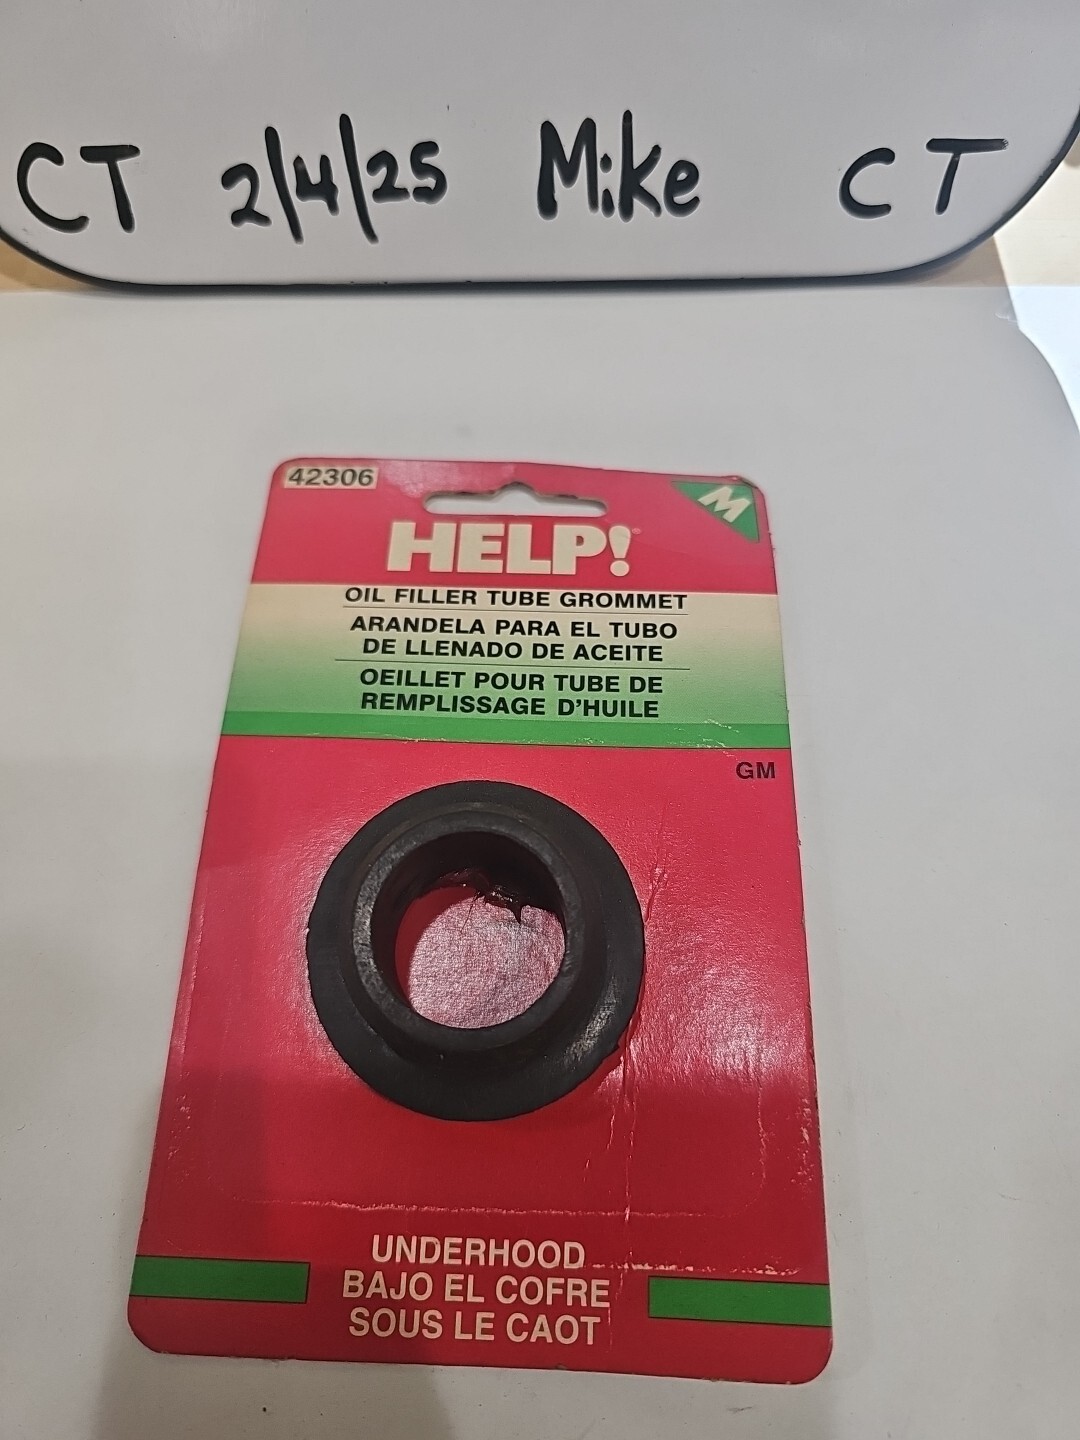 CT 2/4/25 Mike CT
42306
M
HELP!
OIL FILLER TUBE GROMMET
ARANDELA PARA EL TUBO
DE LLENADO DE ACEITE
OEILLET POUR TUBE DE
REMPLISSAGE D'HUILE
GM
UNDERHOOD
BAJO EL COFRE
SOUS LE CAOT